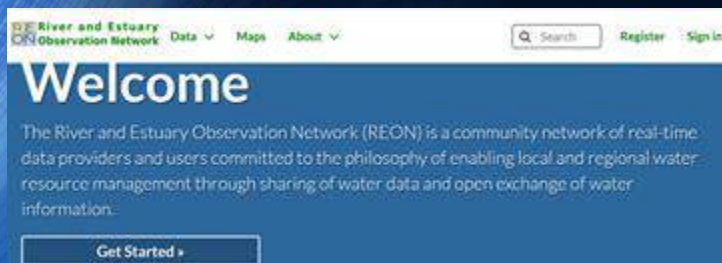 RE
ON
River and Estuary
Observation Network
Data Maps About Search Register Sign in
Welcome
The River and Estuary Observation Network (REON) is a community network of real-time
data providers and users committed to the philosophy of enabling local and regional water
resource management through sharing of water data and open exchange of water
information.
Get Started »